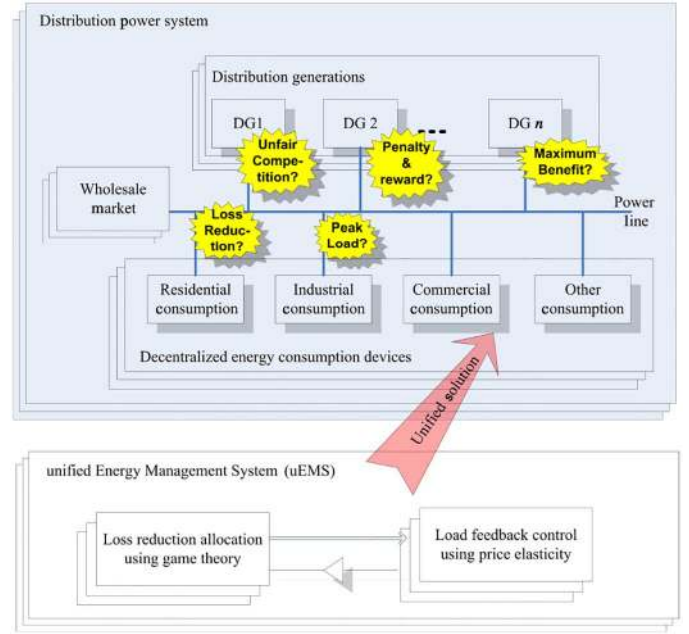 Distribution power system
Distribution generations
DG1
DG 2
DG n
Unfair
Compe-
tition?
Penalty
&
reward?
Maximum
Benefit?
Wholesale
market
Power
line
Loss
Reduc-
tion?
Peak
Load?
Residential
consumption
Industrial
consumption
Commercial
consumption
Other
consumption
Decentralized energy consumption devices
Unified solution
unified Energy Management System (uEMS)
Loss reduction allocation
using game theory
Load feedback control
using price elasticity